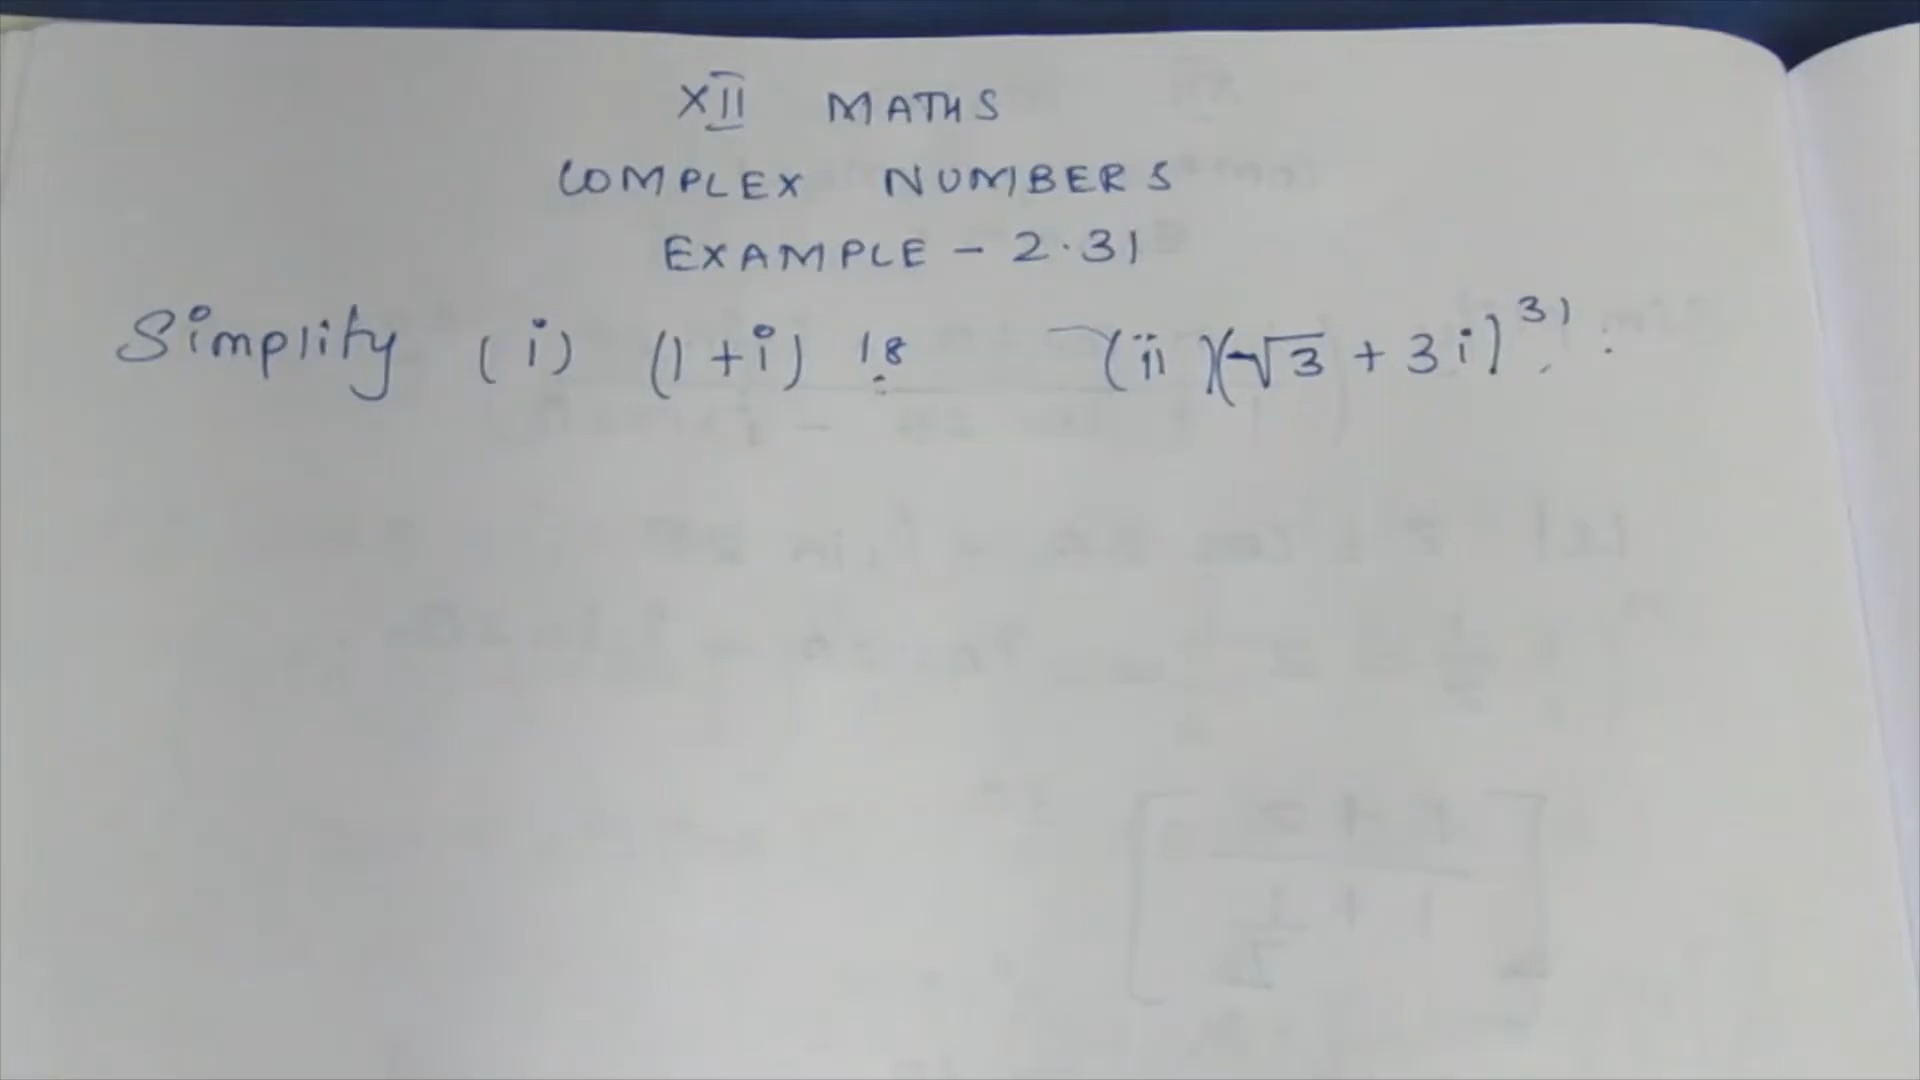 XII MATHS
COMPLEX NUMBERS
EXAMPLE - 2.31
Simplify (i) (1+i) 18 (ii) (-√3 + 3i)^31.